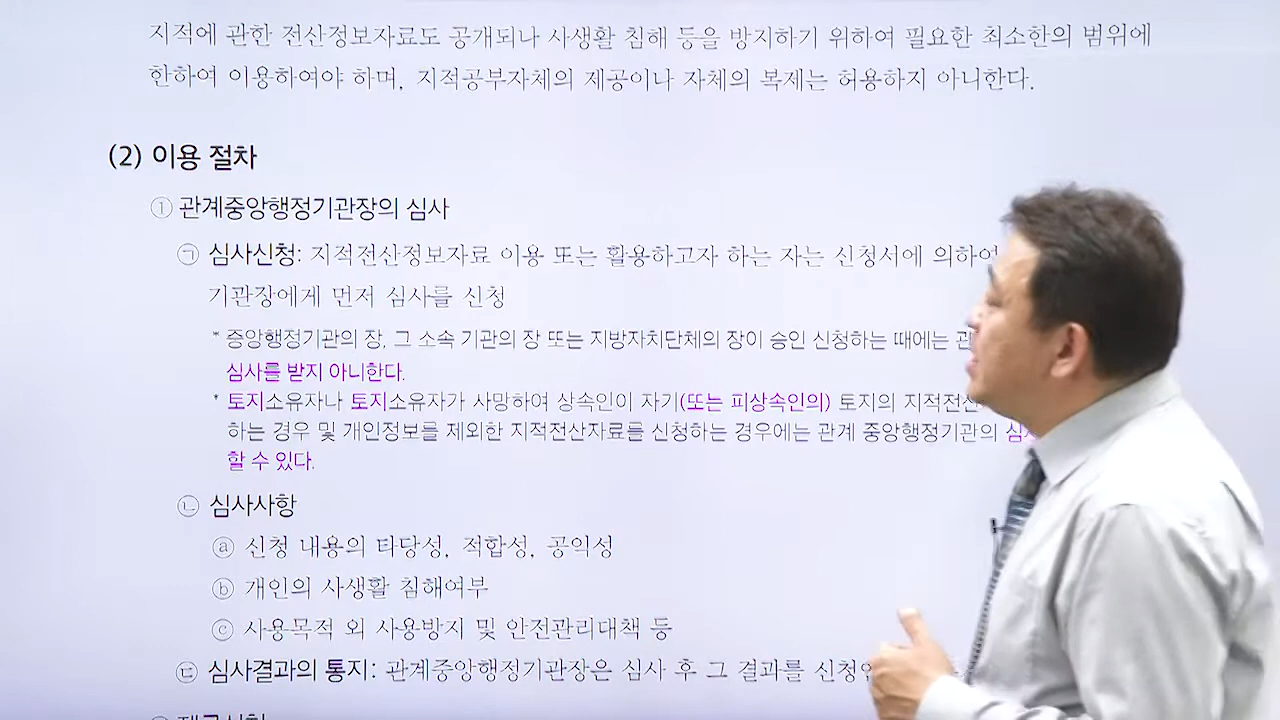 지적에 관한 전산정보자료도 공개되나 사생활 침해 등을 방지하기 위하여 필요한 최소한의 범위에
한하여 이용하여야 하며, 지적공부자체의 제공이나 자체의 복제는 허용하지 아니한다.
(2) 이용 절차
① 관계중앙행정기관장의 심사
㉠ 심사신청: 지적전산정보자료 이용 또는 활용하고자 하는 자는 신청서에 의하여
기관장에게 먼저 심사를 신청
* 중앙행정기관의 장, 그 소속 기관의 장 또는 지방자치단체의 장이 승인 신청하는 때에는
심사를 받지 아니한다.
* 토지소유자나 토지소유자가 사망하여 상속인이 자기(또는 피상속인의) 토지의
하는 경우 및 개인정보를 제외한 지적전산자료를 신청하는 경우에는 관계 중앙행정기관의
할 수 있다.
㉡ 심사사항
ⓐ 신청 내용의 타당성, 적합성, 공익성
ⓑ 개인의 사생활 침해여부
ⓒ 사용목적 외 사용방지 및 안전관리대책 등
㉢ 심사결과의 통지: 관계중앙행정기관장은 심사 후 그 결과를